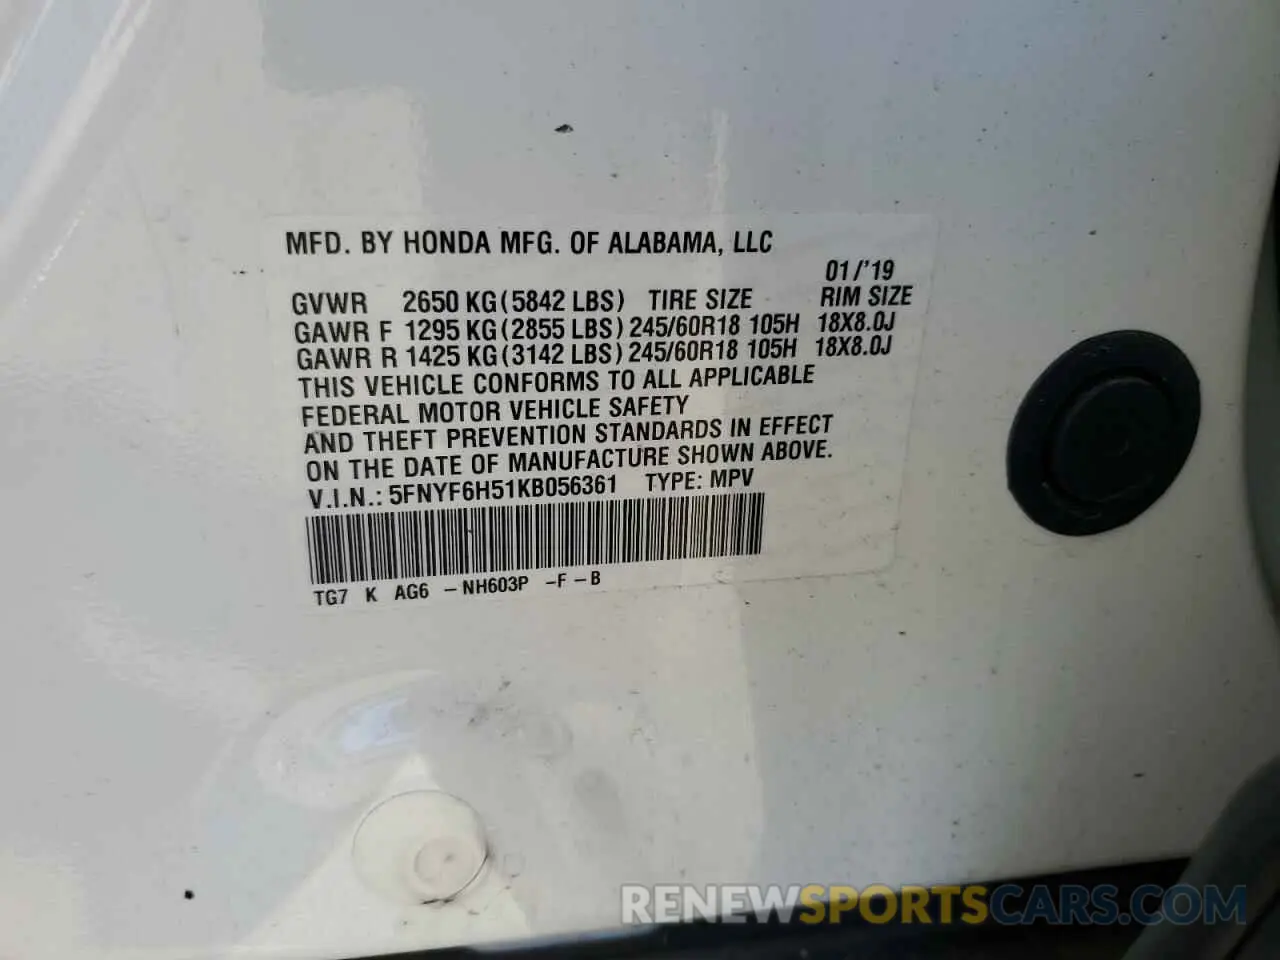 MFD. BY HONDA MFG. OF ALABAMA, LLC
01/'19
GVWR 2650 KG(5842 LBS) TIRE SIZE RIM SIZE
GAWR F 1295 KG(2855 LBS) 245/60R18 105H 18X8.0J
GAWR R 1425 KG(3142 LBS) 245/60R18 105H 18X8.0J
THIS VEHICLE CONFORMS TO ALL APPLICABLE
FEDERAL MOTOR VEHICLE SAFETY
AND THEFT PREVENTION STANDARDS IN EFFECT
ON THE DATE OF MANUFACTURE SHOWN ABOVE.
V.I.N.: 5FNYF6H51KB056361 TYPE: MPV
TG7 K AG6 -NH603P -F-B
RENEWSPORTSCARS.COM